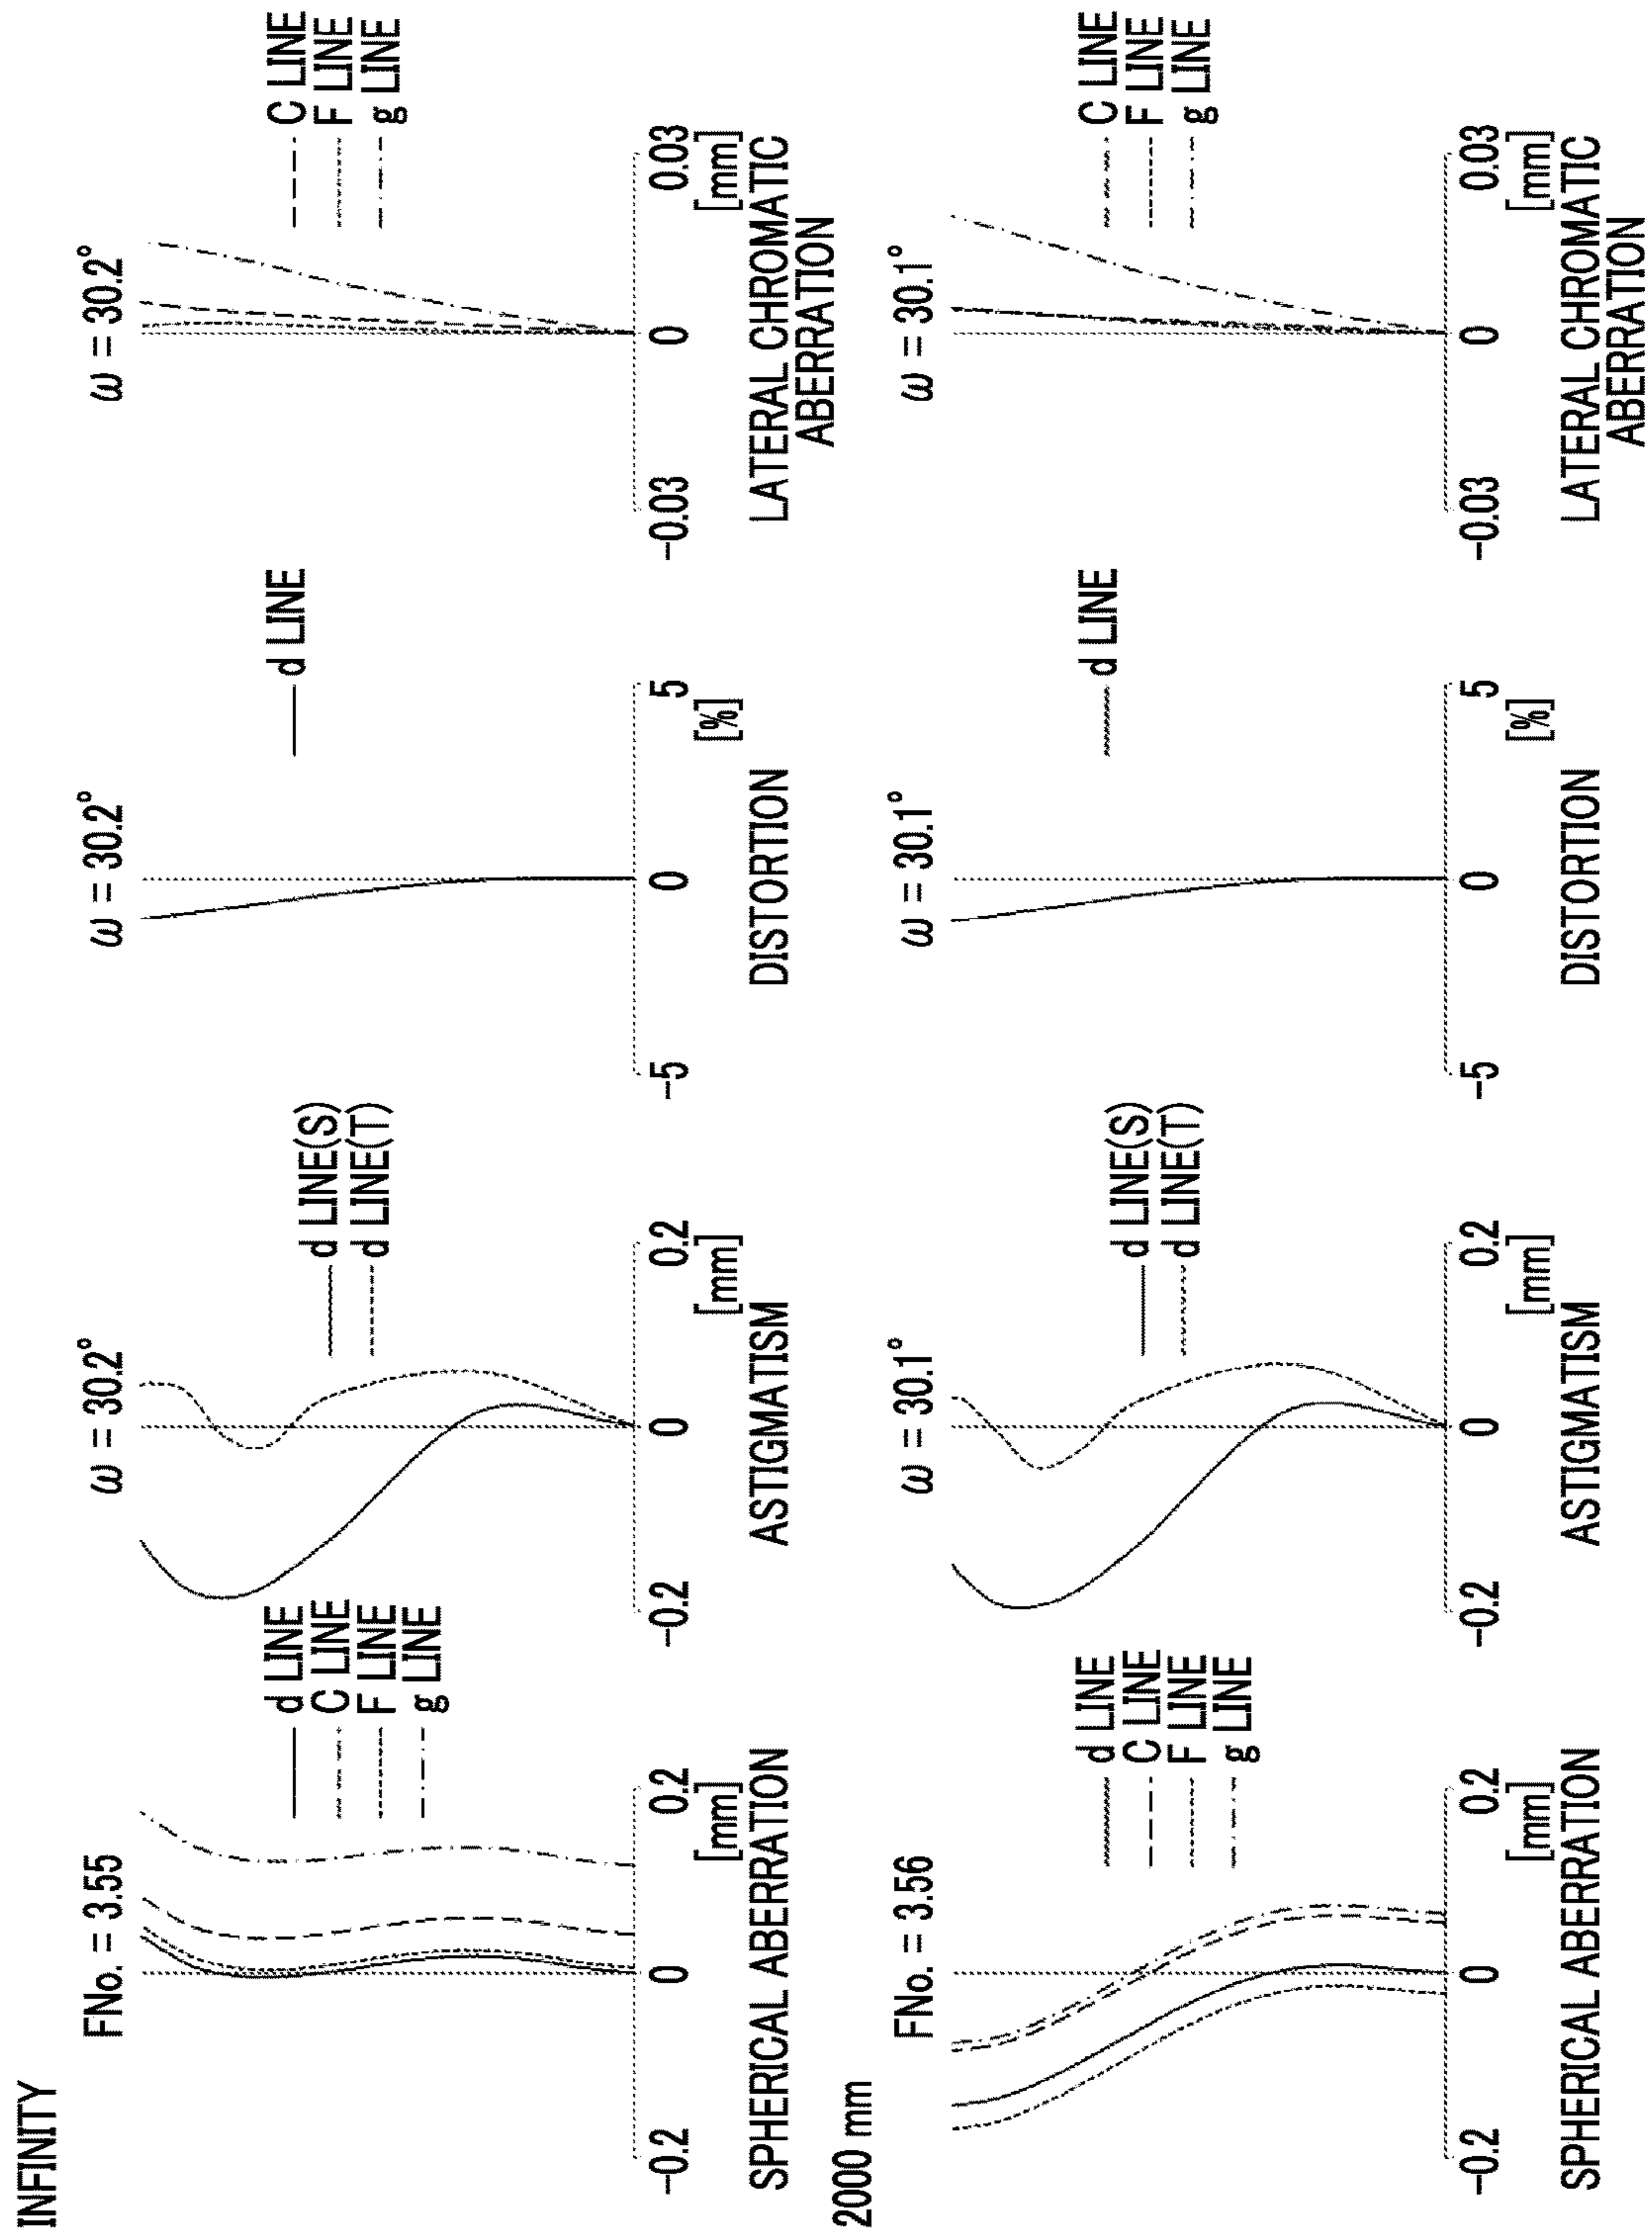 INFINITY
FNo. = 3.55
d LINE
C LINE
F LINE
g LINE
-0.2
0
0.2
[mm]
SPHERICAL ABERRATION
ω = 30.2°
d LINE(S)
d LINE(T)
-0.2
0
0.2
[mm]
ASTIGMATISM
ω = 30.2°
d LINE
-5
0
5
[%]
DISTORTION
ω = 30.2°
C LINE
F LINE
g LINE
-0.03
0
0.03
[mm]
LATERAL CHROMATIC
ABERRATION
2000 mm
FNo. = 3.56
d LINE
C LINE
F LINE
g LINE
-0.2
0
0.2
[mm]
SPHERICAL ABERRATION
ω = 30.1°
d LINE(S)
d LINE(T)
-0.2
0
0.2
[mm]
ASTIGMATISM
ω = 30.1°
d LINE
-5
0
5
[%]
DISTORTION
ω = 30.1°
C LINE
F LINE
g LINE
-0.03
0
0.03
[mm]
LATERAL CHROMATIC
ABERRATION